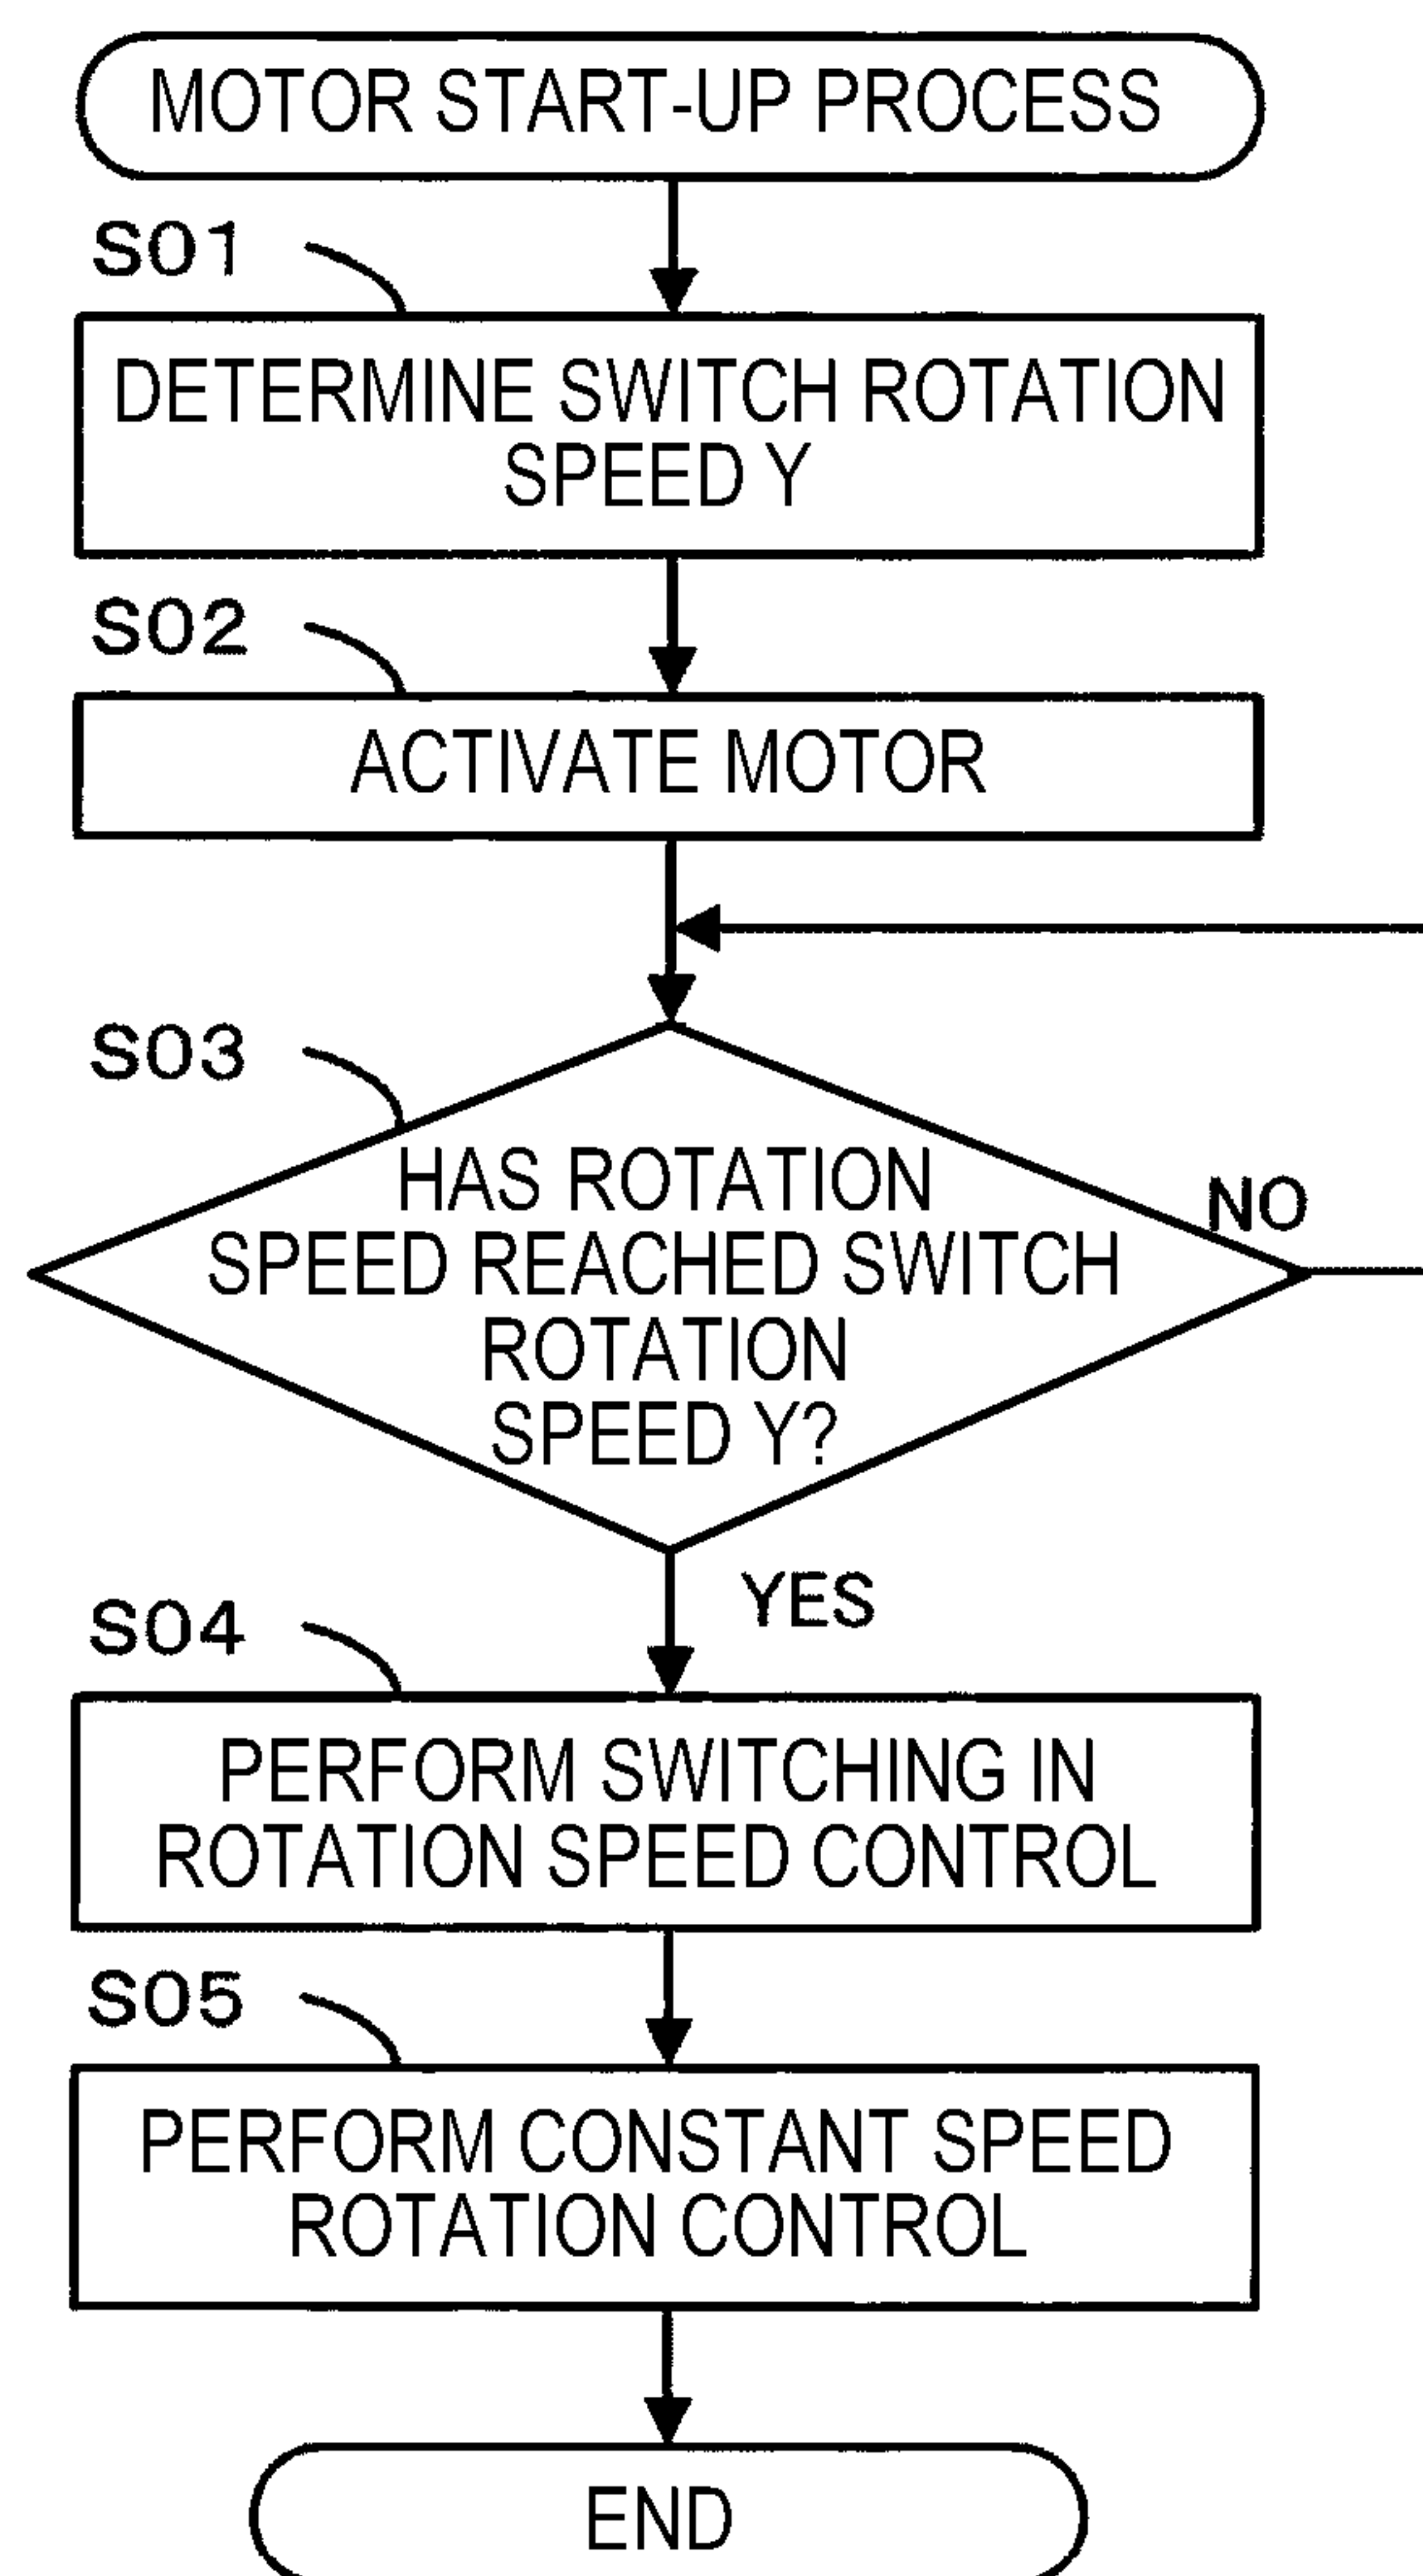 MOTOR START-UP PROCESS
S01
DETERMINE SWITCH ROTATION
SPEED Y
S02
ACTIVATE MOTOR
S03
HAS ROTATION
SPEED REACHED SWITCH
ROTATION
SPEED Y?
NO
YES
S04
PERFORM SWITCHING IN
ROTATION SPEED CONTROL
S05
PERFORM CONSTANT SPEED
ROTATION CONTROL
END